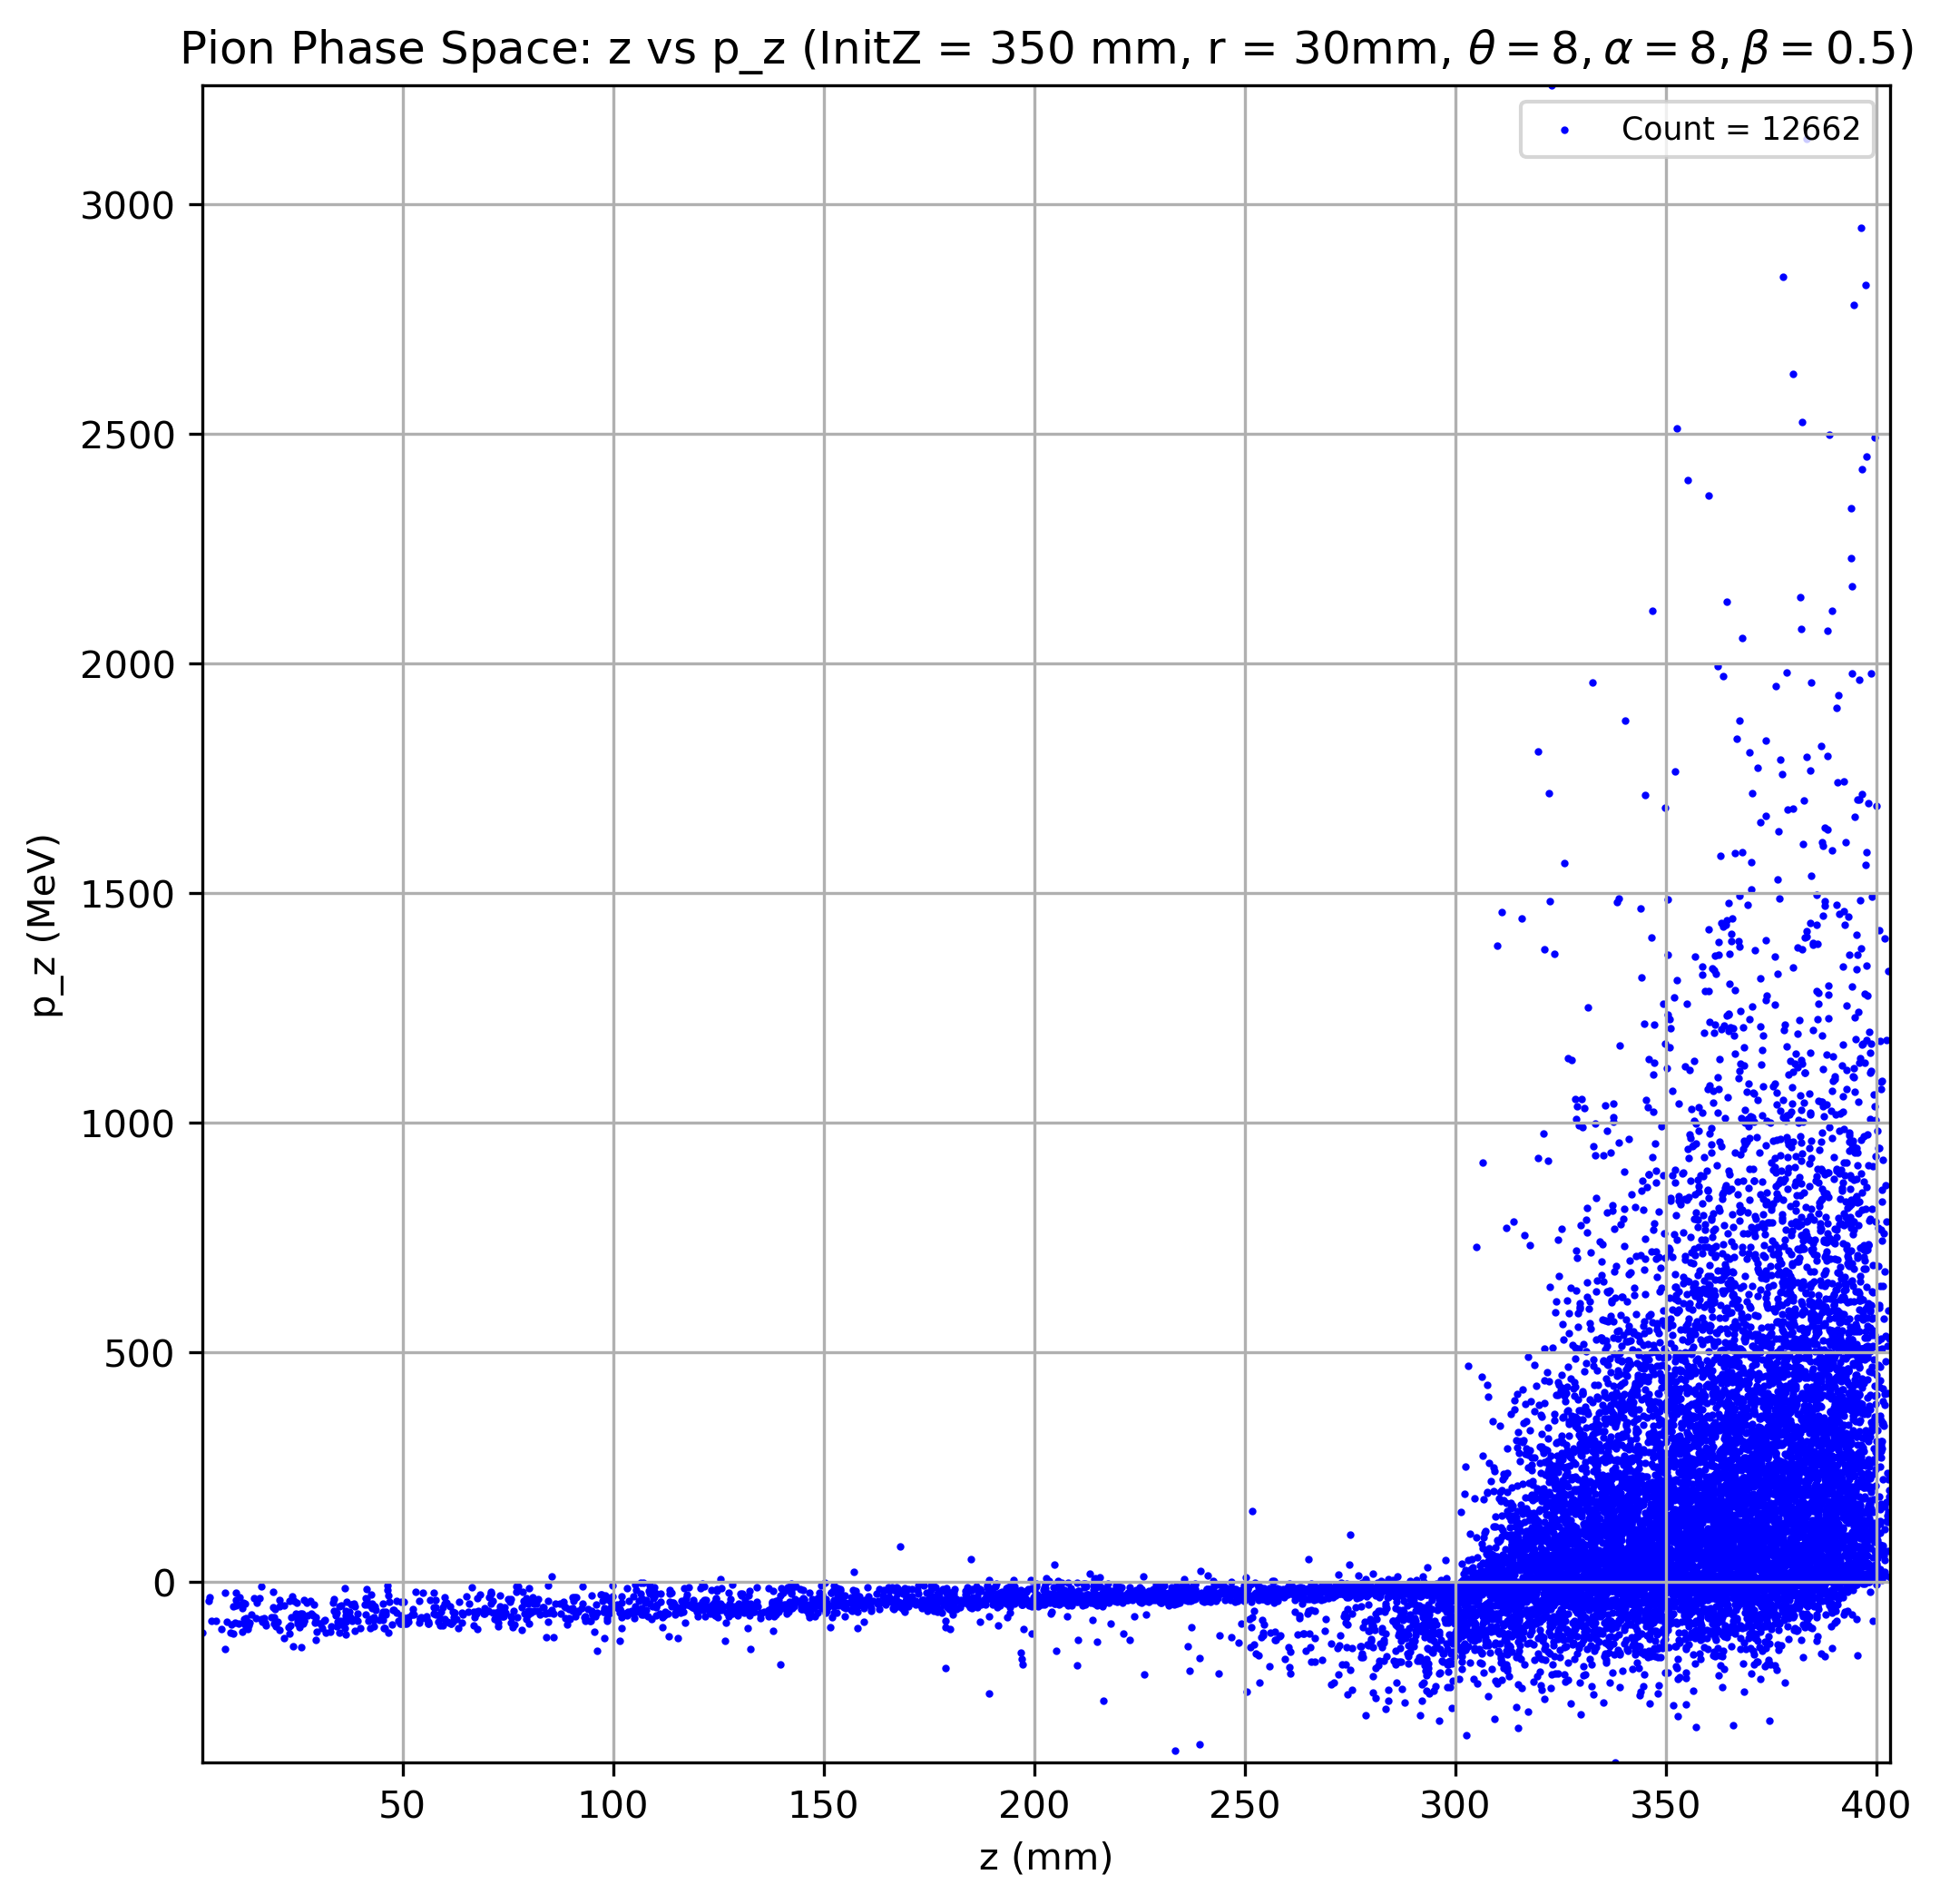 Pion Phase Space: z vs p_z (InitZ = 350 mm, r = 30mm, θ = 8, α = 8, β = 0.5)
Count = 12662
3000
2500
2000
1500
1000
500
0
p_z (MeV)
50 100 150 200 250 300 350 400
z (mm)